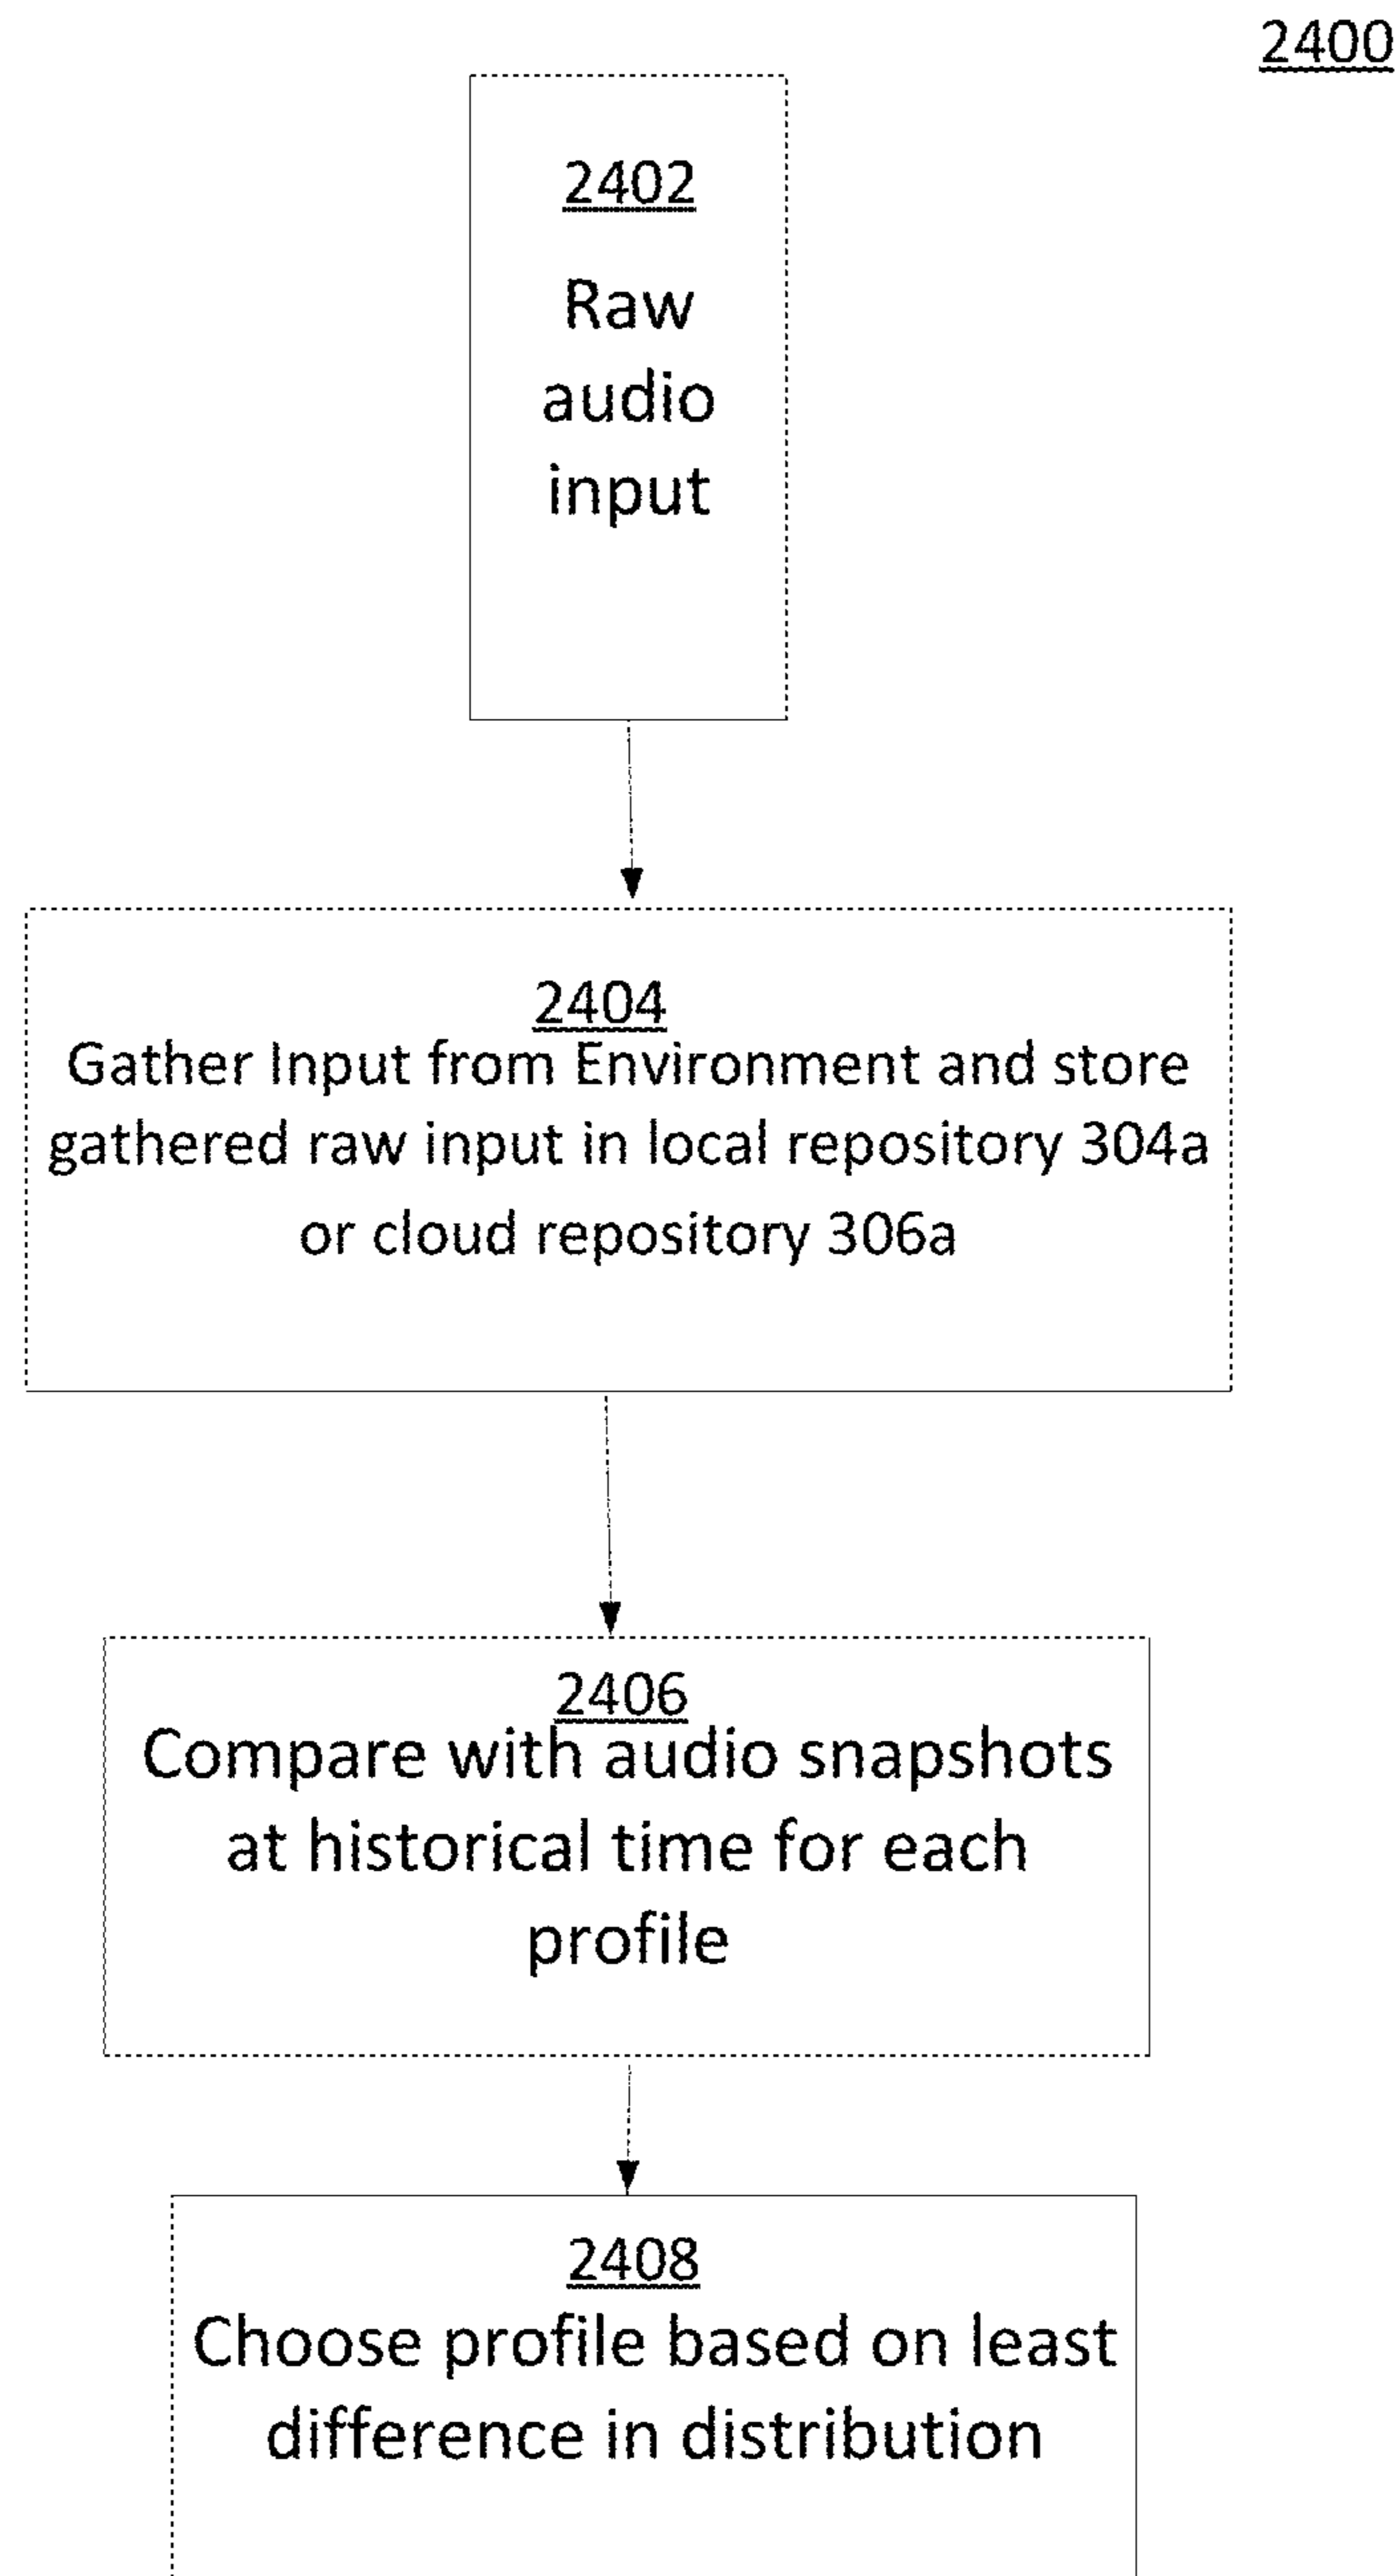 2400
2402
Raw
audio
input
2404
Gather Input from Environment and store
gathered raw input in local repository 304a
or cloud repository 306a
2406
Compare with audio snapshots
at historical time for each
profile
2408
Choose profile based on least
difference in distribution